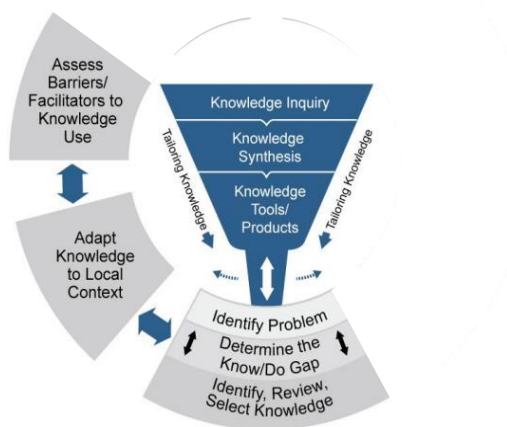 Assess
Barriers/
Facilitators to
Knowledge
Use
Knowledge Inquiry
Knowledge
Synthesis
Knowledge
Tools/
Products
Tailoring Knowledge
Tailoring Knowledge
Adapt
Knowledge
to Local
Context
Identify Problem
Determine the
Know/Do Gap
Identify, Review,
Select Knowledge